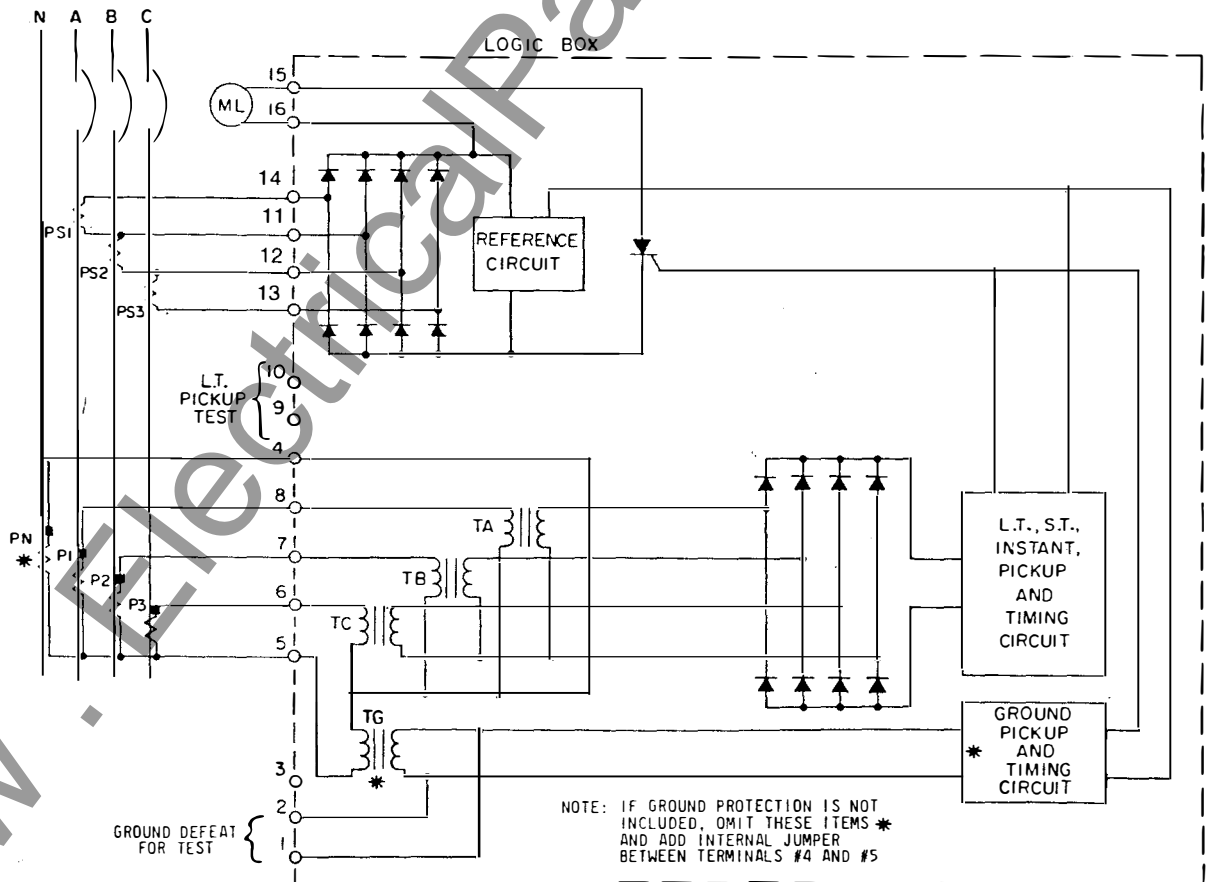 N A B C
LOGIC BOX
15
ML
16
14
11
PS1
REFERENCE
CIRCUIT
12
PS2
13
PS3
10
L.T.
PICKUP
TEST
9
4
8
PN
*
P1
TA
7
P2
TB
6
P3
TC
5
L.T., S.T.,
INSTANT,
PICKUP
AND
TIMING
CIRCUIT
TG
*
3
GROUND
PICKUP
* AND
TIMING
CIRCUIT
2
GROUND DEFEAT
FOR TEST
1
NOTE: IF GROUND PROTECTION IS NOT
INCLUDED, OMIT THESE ITEMS *
AND ADD INTERNAL JUMPER
BETWEEN TERMINALS #4 AND #5
w . ElectricalPa